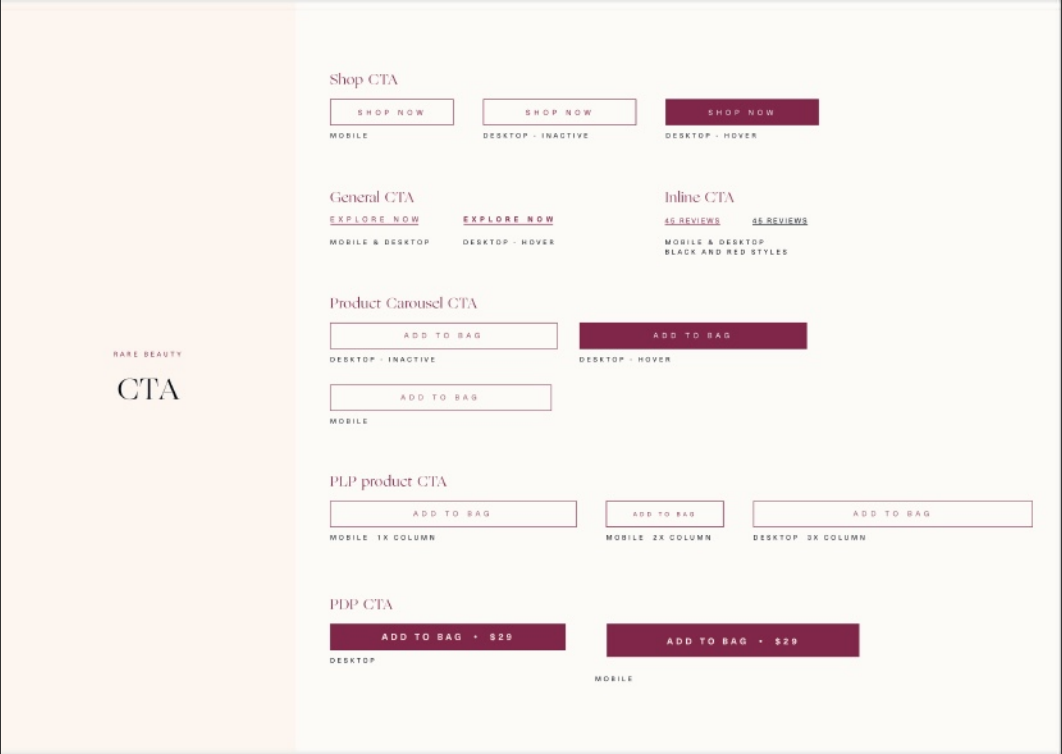 RARE BEAUTY
CTA
Shop CTA
SHOP NOW
MOBILE
SHOP NOW
DESKTOP - INACTIVE
SHOP NOW
DESKTOP - HOVER
General CTA
EXPLORE NOW
MOBILE & DESKTOP
EXPLORE NOW
DESKTOP - HOVER
Inline CTA
45 REVIEWS
45 REVIEWS
MOBILE & DESKTOP
BLACK AND RED STYLES
Product Carousel CTA
ADD TO BAG
DESKTOP - INACTIVE
ADD TO BAG
DESKTOP - HOVER
ADD TO BAG
MOBILE
PLP product CTA
ADD TO BAG
MOBILE 1X COLUMN
ADD TO BAG
MOBILE 2X COLUMN
ADD TO BAG
DESKTOP 3X COLUMN
PDP CTA
ADD TO BAG • $29
DESKTOP
ADD TO BAG • $29
MOBILE